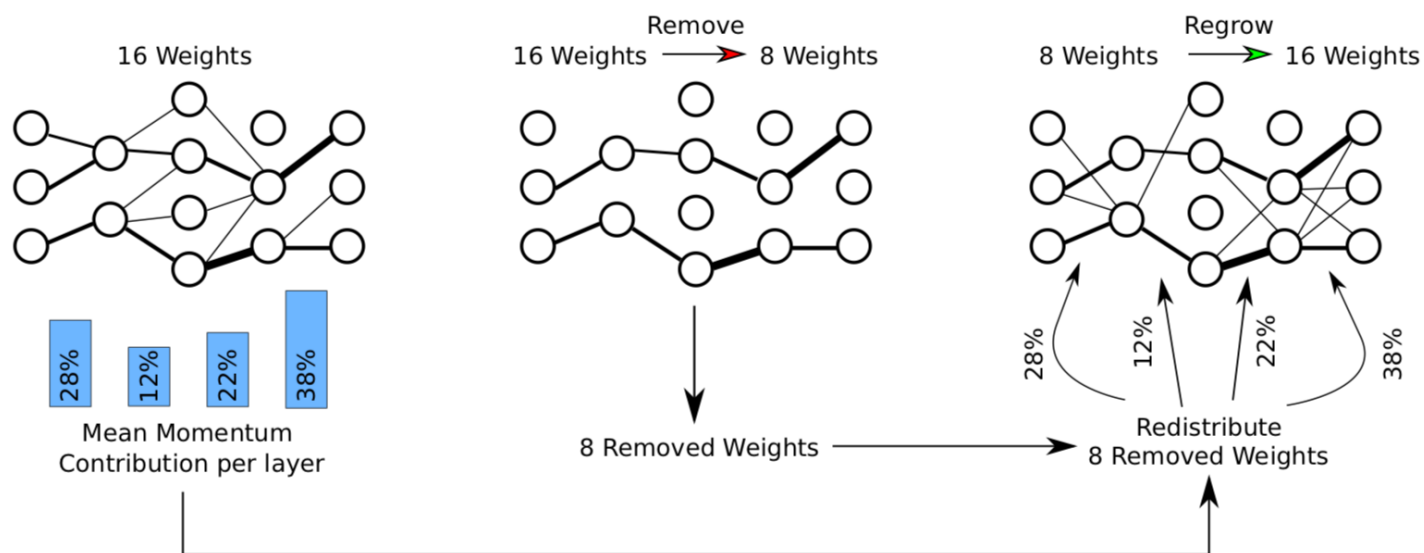 16 Weights
28%
12%
22%
38%
Mean Momentum
Contribution per layer
Remove
16 Weights 8 Weights
8 Removed Weights
Regrow
8 Weights 16 Weights
28%
12%
22%
38%
Redistribute
8 Removed Weights